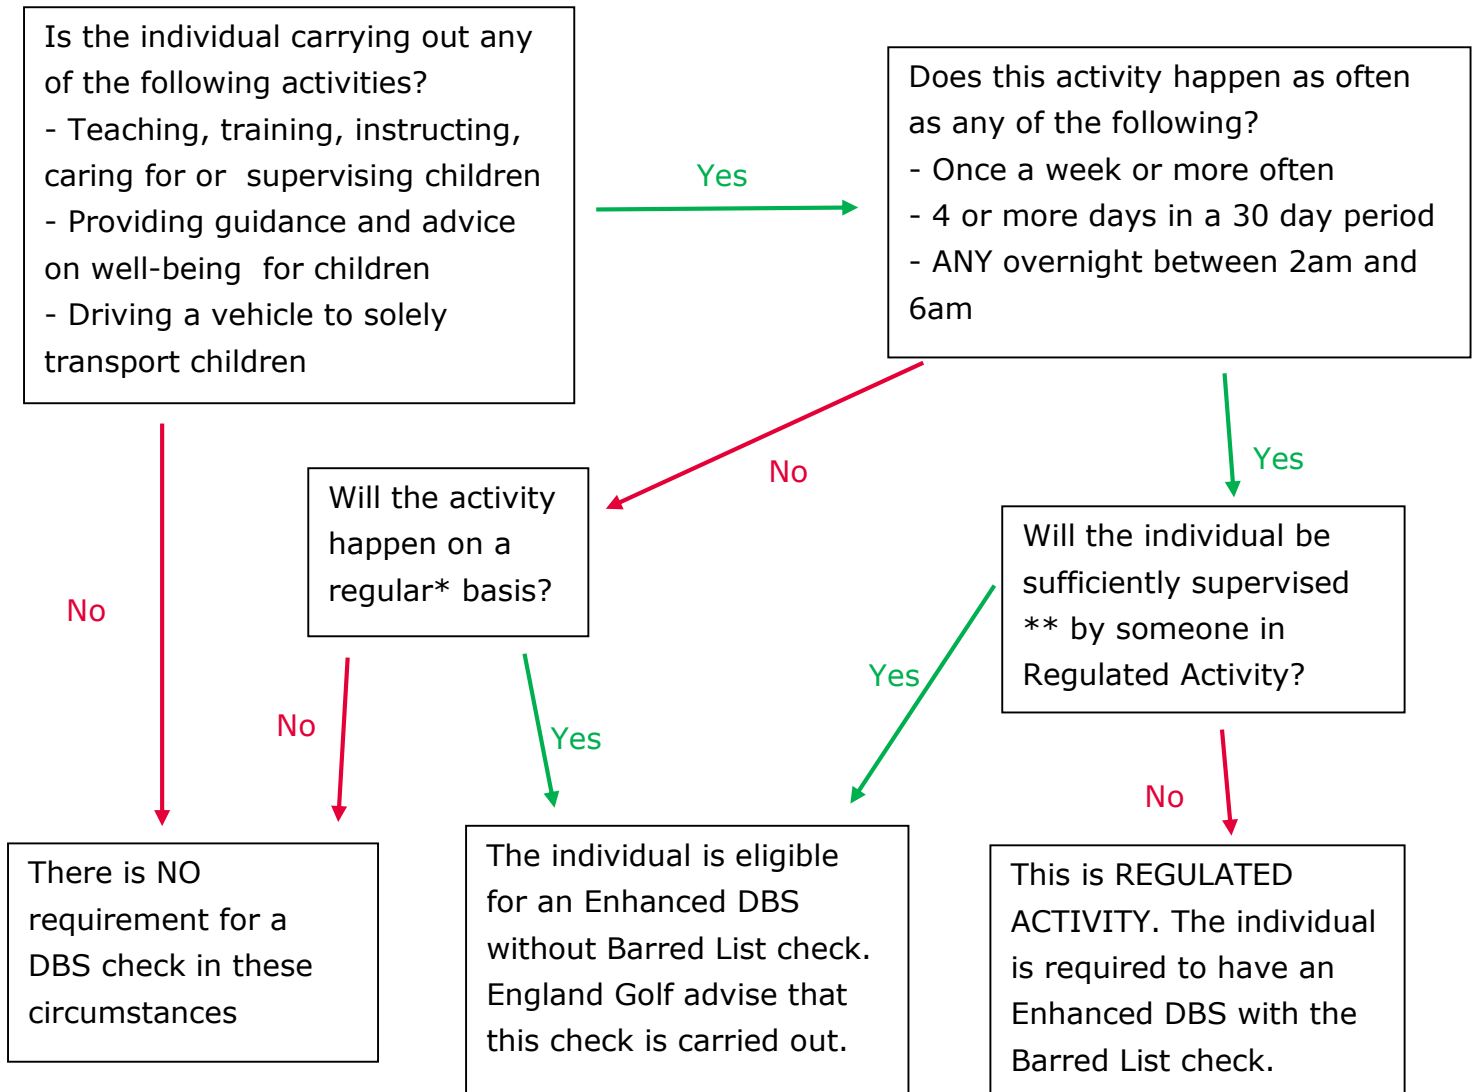 Is the individual carrying out any
of the following activities?
- Teaching, training, instructing,
caring for or  supervising children
- Providing guidance and advice
on well-being  for children
- Driving a vehicle to solely
transport children
Yes
Does this activity happen as often
as any of the following?
- Once a week or more often
- 4 or more days in a 30 day period
- ANY overnight between 2am and
6am
No
Yes
Will the activity
happen on a
regular* basis?
Will the individual be
sufficiently supervised
** by someone in
Regulated Activity?
No
No
Yes
Yes
No
There is NO
requirement for a
DBS check in these
circumstances
The individual is eligible
for an Enhanced DBS
without Barred List check.
England Golf advise that
this check is carried out.
This is REGULATED
ACTIVITY. The individual
is required to have an
Enhanced DBS with the
Barred List check.